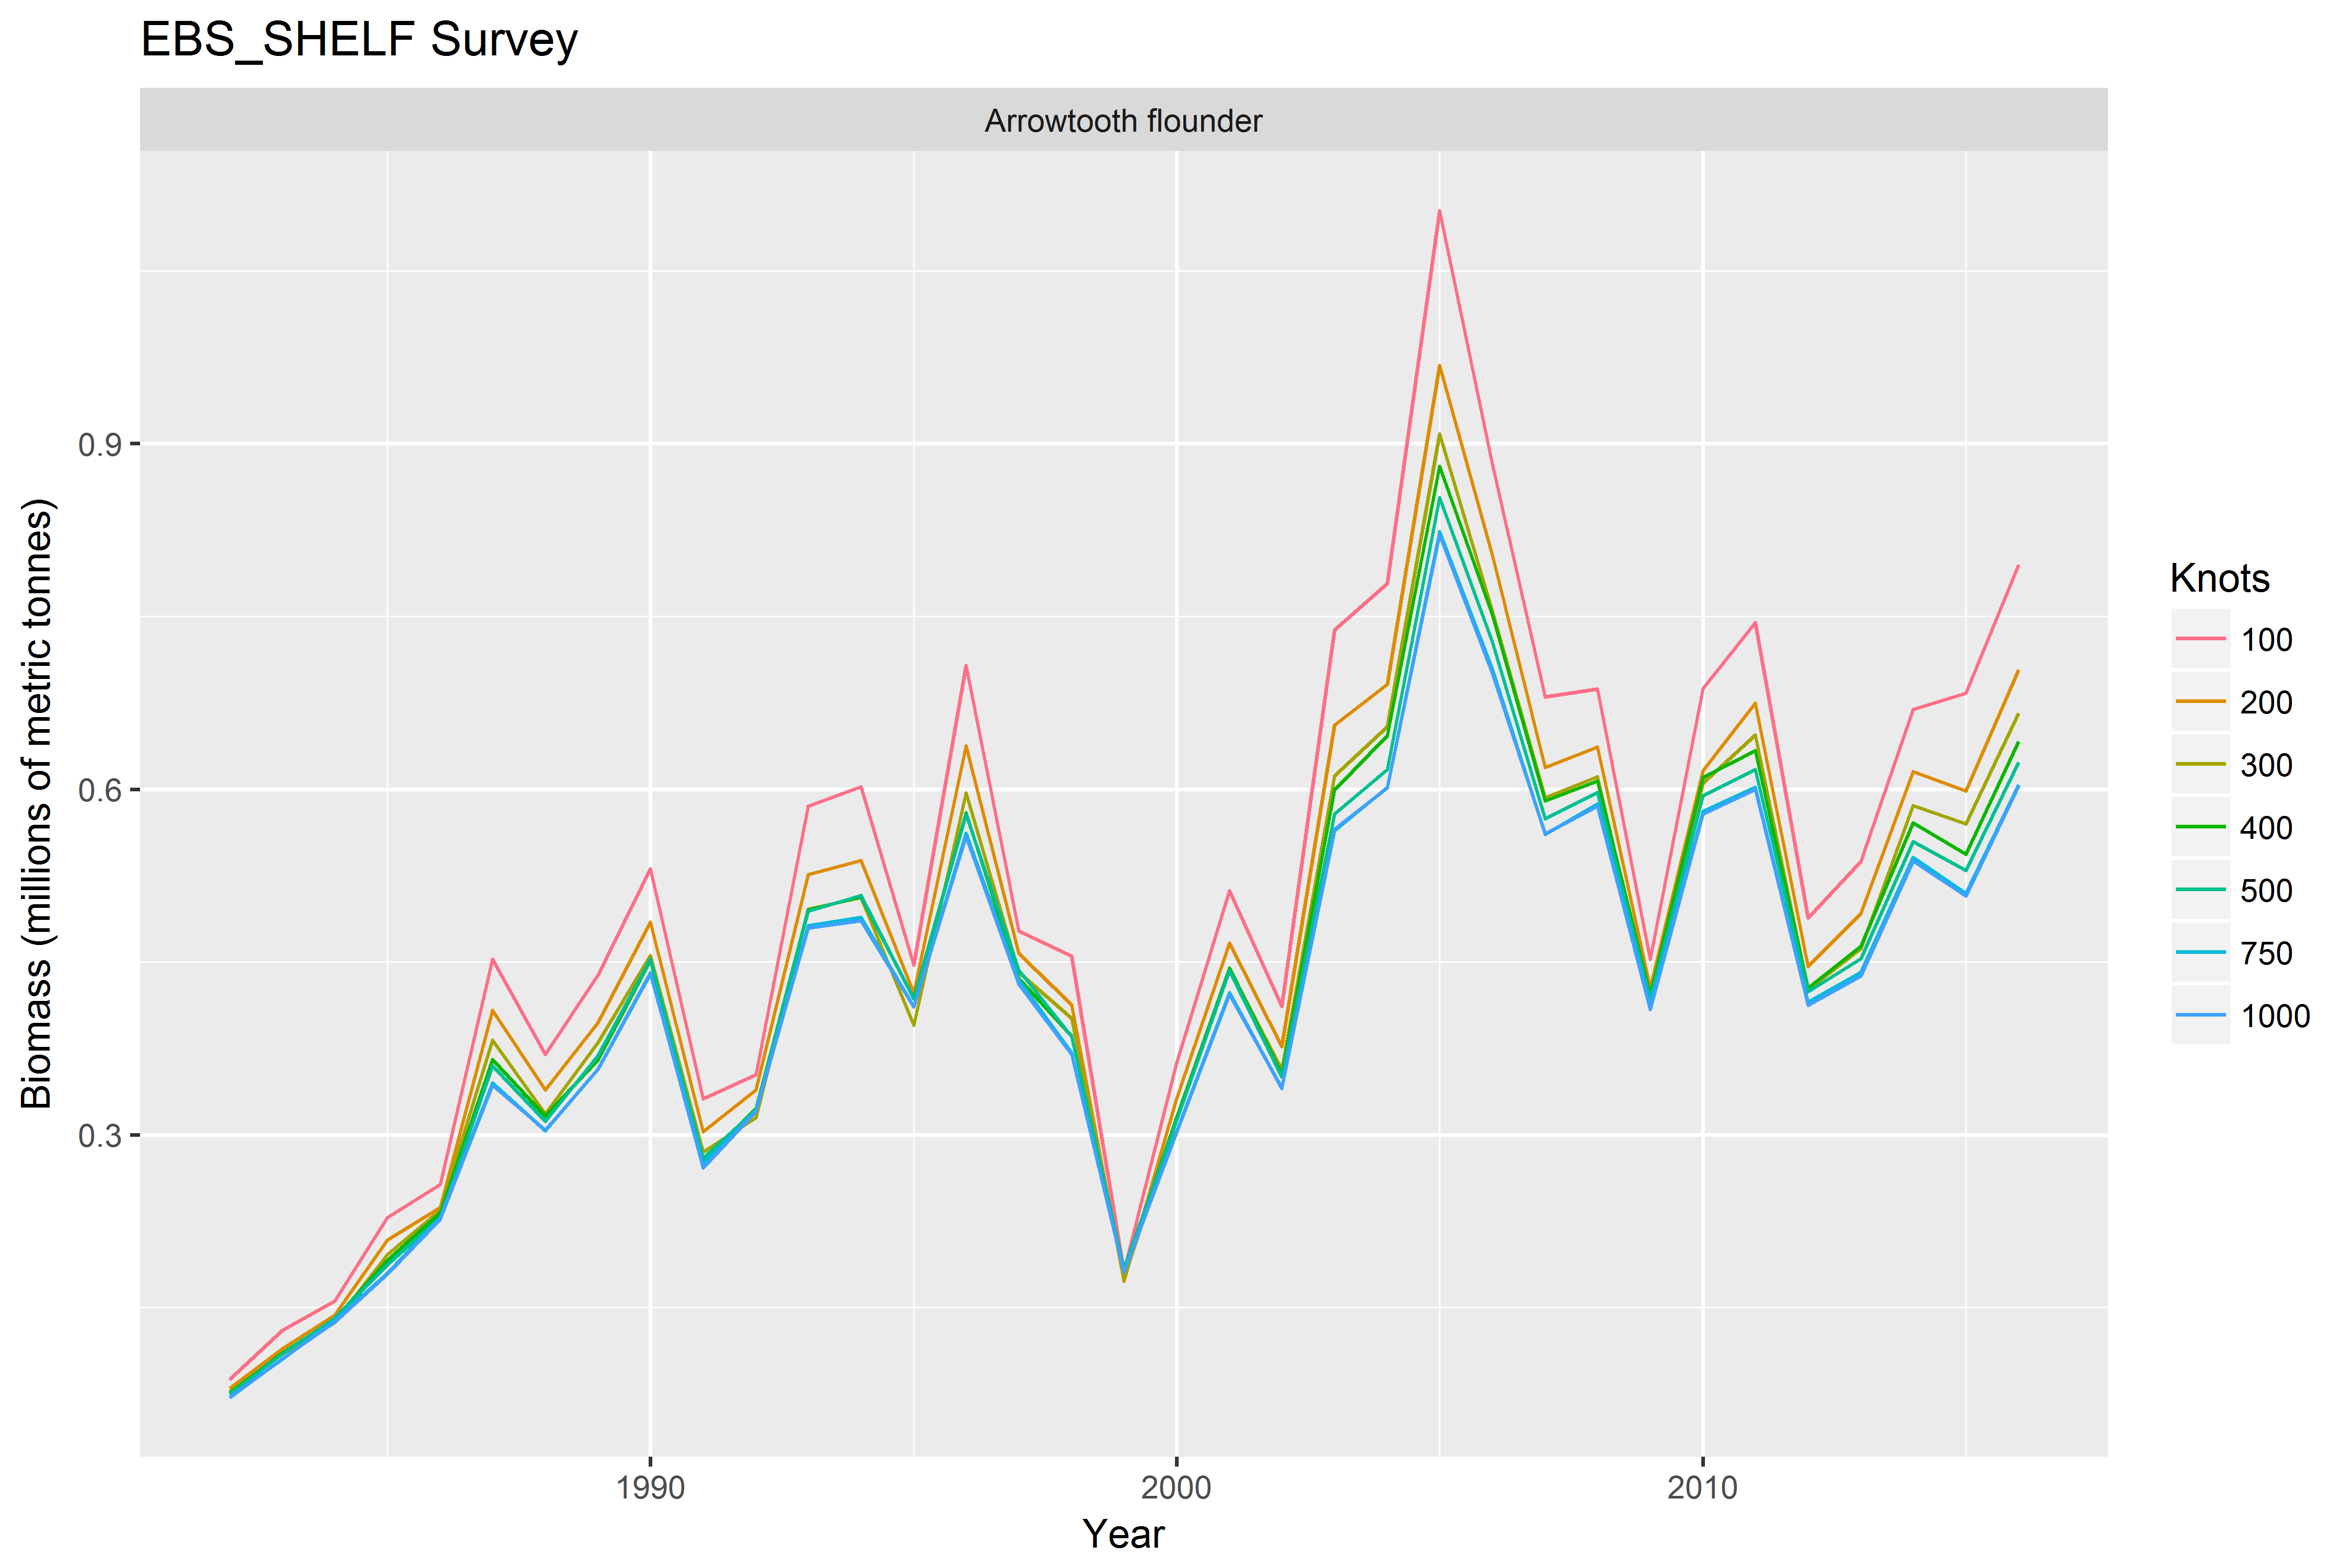 EBS_SHELF Survey
Arrowtooth flounder
0.9
0.6
0.3
Biomass (millions of metric tonnes)
1990
2000
2010
Year
Knots
100
200
300
400
500
750
1000